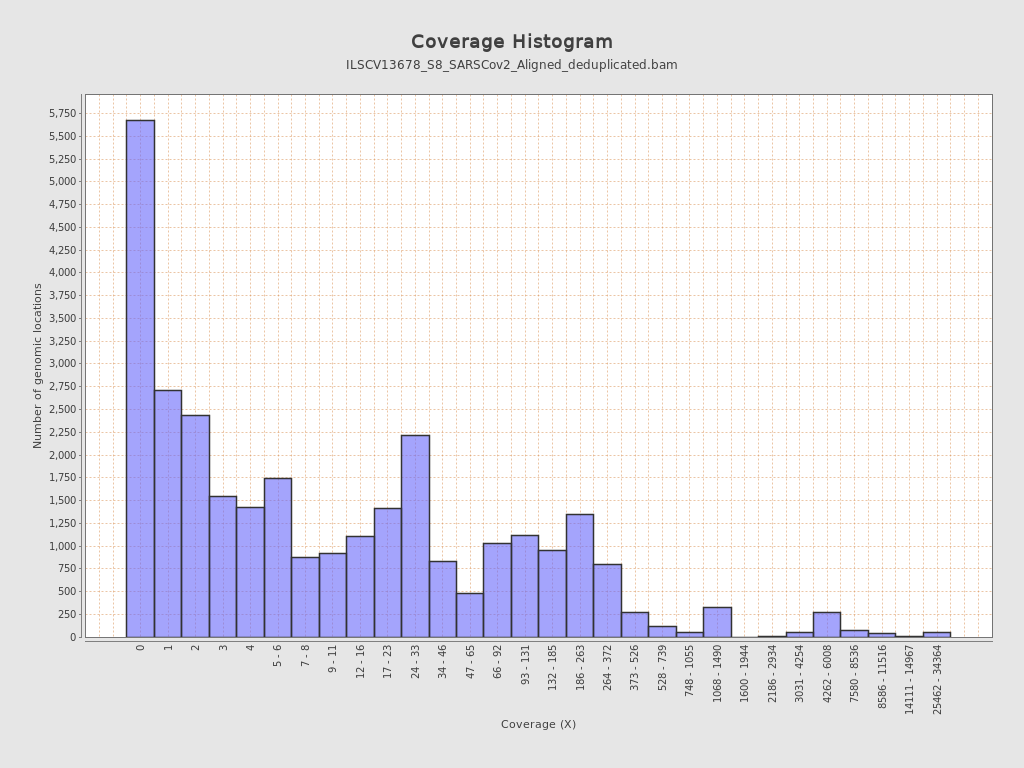 Coverage Histogram
ILSCV13678_S8_SARSCov2_Aligned_deduplicated.bam
Number of genomic locations
5,750
5,500
5,250
5,000
4,750
4,500
4,250
4,000
3,750
3,500
3,250
3,000
2,750
2,500
2,250
2,000
1,750
1,500
1,250
1,000
750
500
250
0
0
1
2
3
4
5 - 6
7 - 8
9 - 11
12 - 16
17 - 23
24 - 33
34 - 46
47 - 65
66 - 92
93 - 131
132 - 185
186 - 263
264 - 372
373 - 526
528 - 739
748 - 1055
1068 - 1490
1600 - 1944
2186 - 2934
3031 - 4254
4262 - 6008
7580 - 8536
8586 - 11516
14111 - 14967
25462 - 34364
Coverage (X)